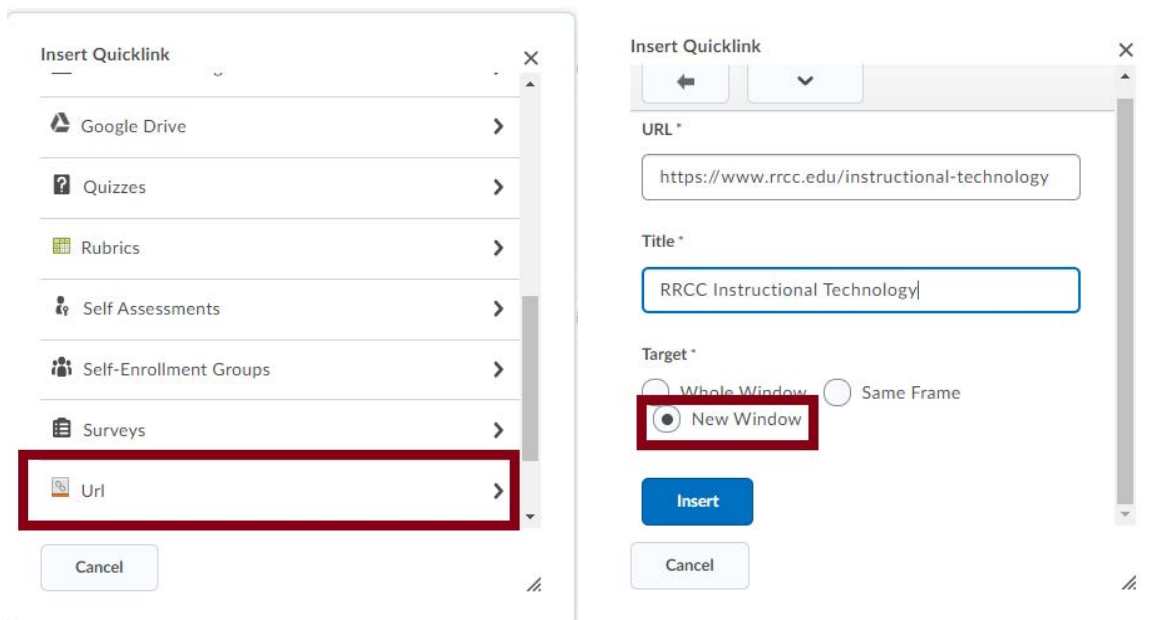 Insert Quicklink
Google Drive
Quizzes
Rubrics
Self Assessments
Self-Enrollment Groups
Surveys
Url
Cancel
Insert Quicklink
URL *
https://www.rrcc.edu/instructional-technology
Title *
RRCC Instructional Technology
Target *
Whole Window Same Frame
New Window
Insert
Cancel